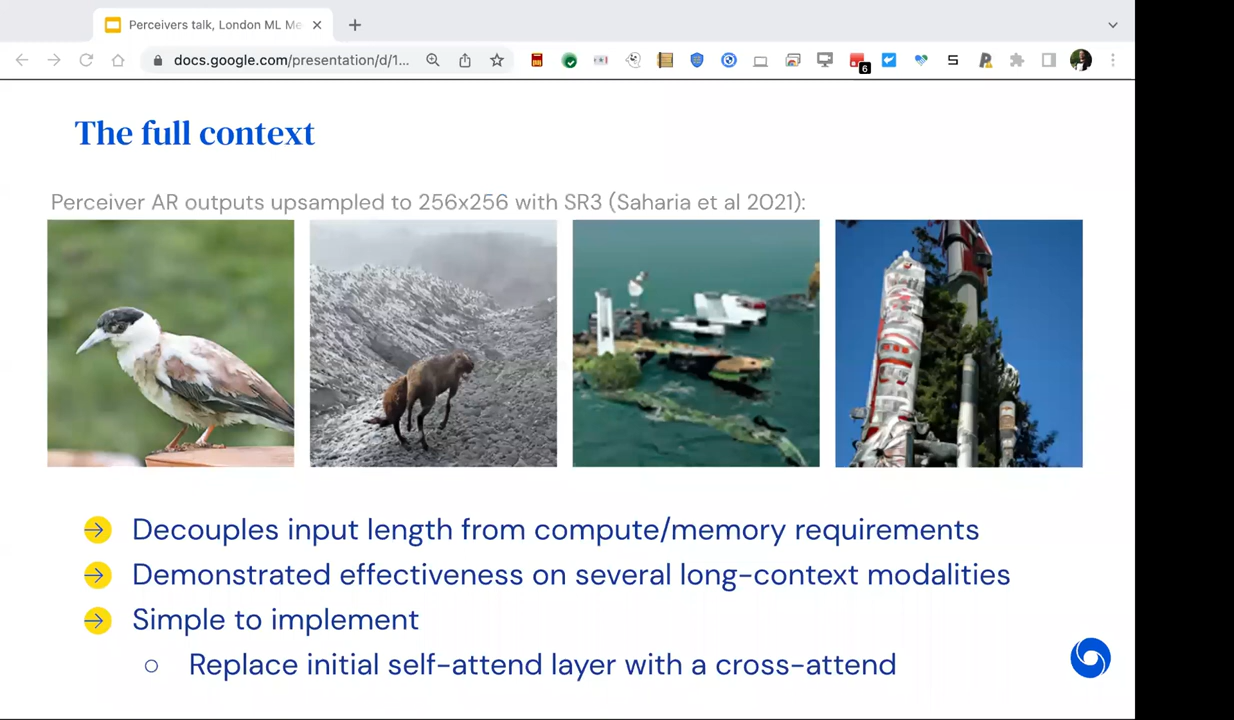 Perceivers talk, London ML Me
docs.google.com/presentation/d/1...
6
The full context
Perceiver AR outputs upsampled to 256x256 with SR3 (Saharia et al 2021):
Decouples input length from compute/memory requirements
Demonstrated effectiveness on several long-context modalities
Simple to implement
Replace initial self-attend layer with a cross-attend